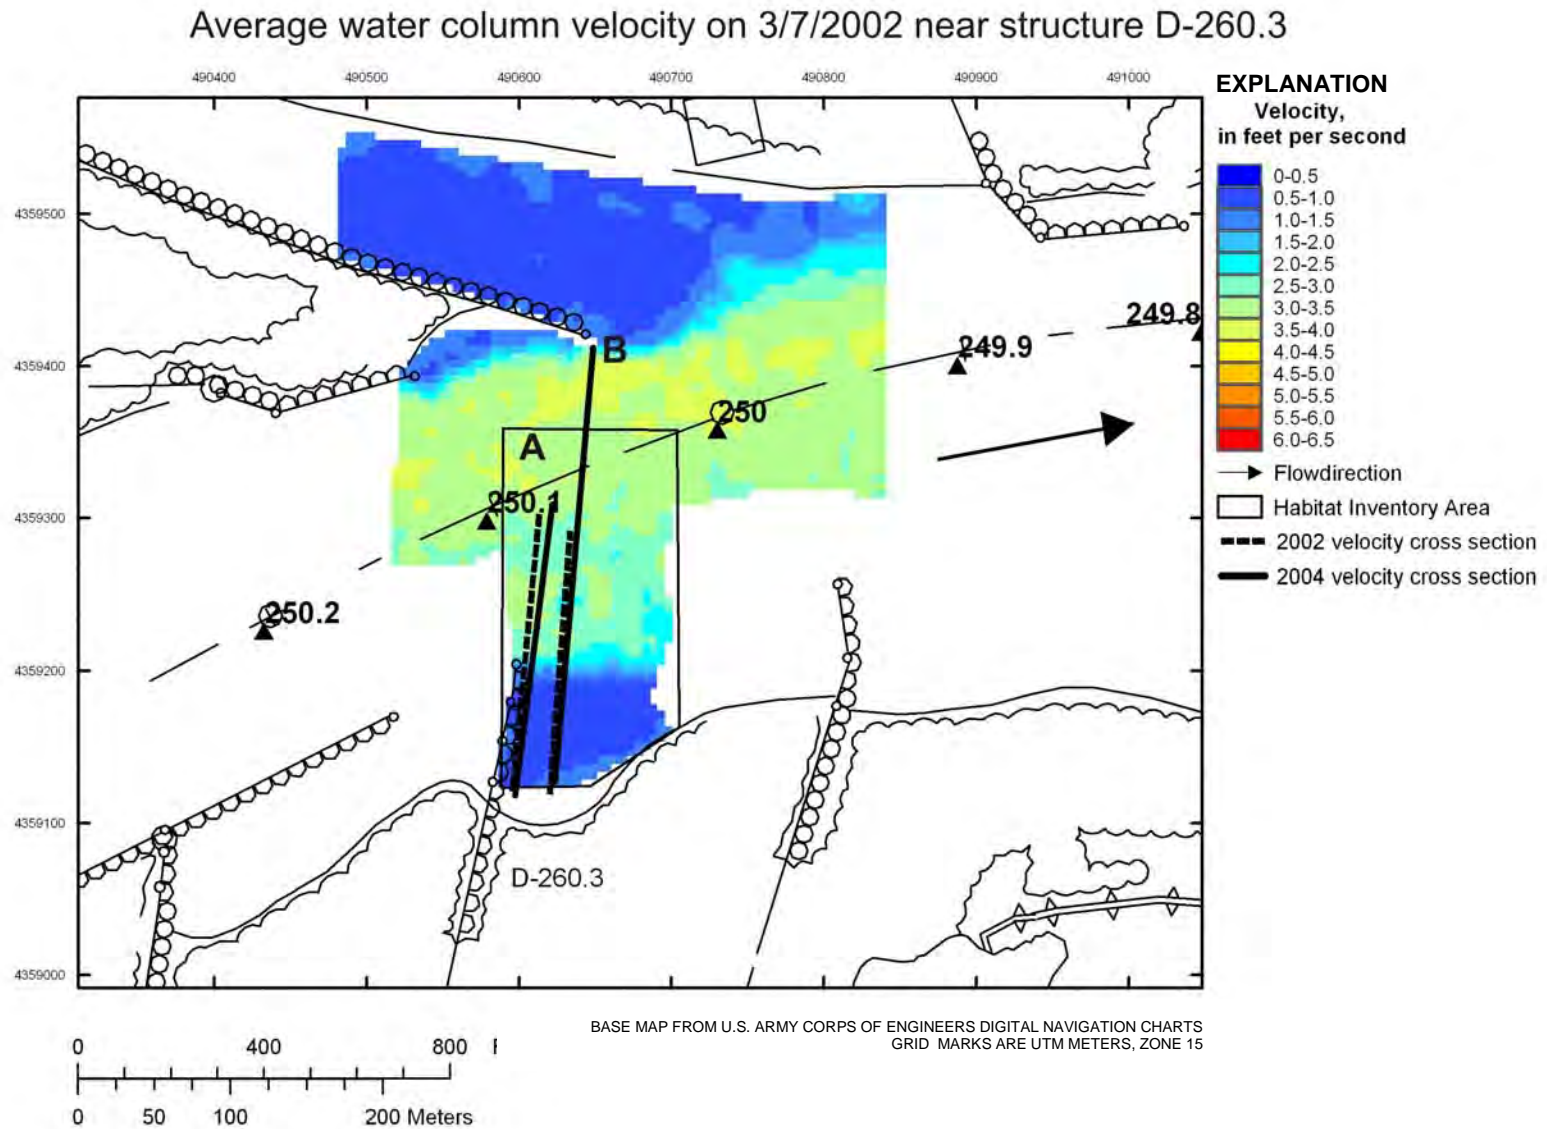 Average water column velocity on 3/7/2002 near structure D-260.3
490400 490500 490600 490700 490800 490900 491000
EXPLANATION
Velocity,
in feet per second
0-0.5
0.5-1.0
1.0-1.5
1.5-2.0
2.0-2.5
2.5-3.0
3.0-3.5
3.5-4.0
4.0-4.5
4.5-5.0
5.0-5.5
5.5-6.0
6.0-6.5
Flowdirection
Habitat Inventory Area
2002 velocity cross section
2004 velocity cross section
4359500
4359400
4359300
4359200
4359100
4359000
249.8
249.9
B
250
A
250.1
250.2
D-260.3
BASE MAP FROM U.S. ARMY CORPS OF ENGINEERS DIGITAL NAVIGATION CHARTS
GRID MARKS ARE UTM METERS, ZONE 15
0 400 800
0 50 100 200 Meters